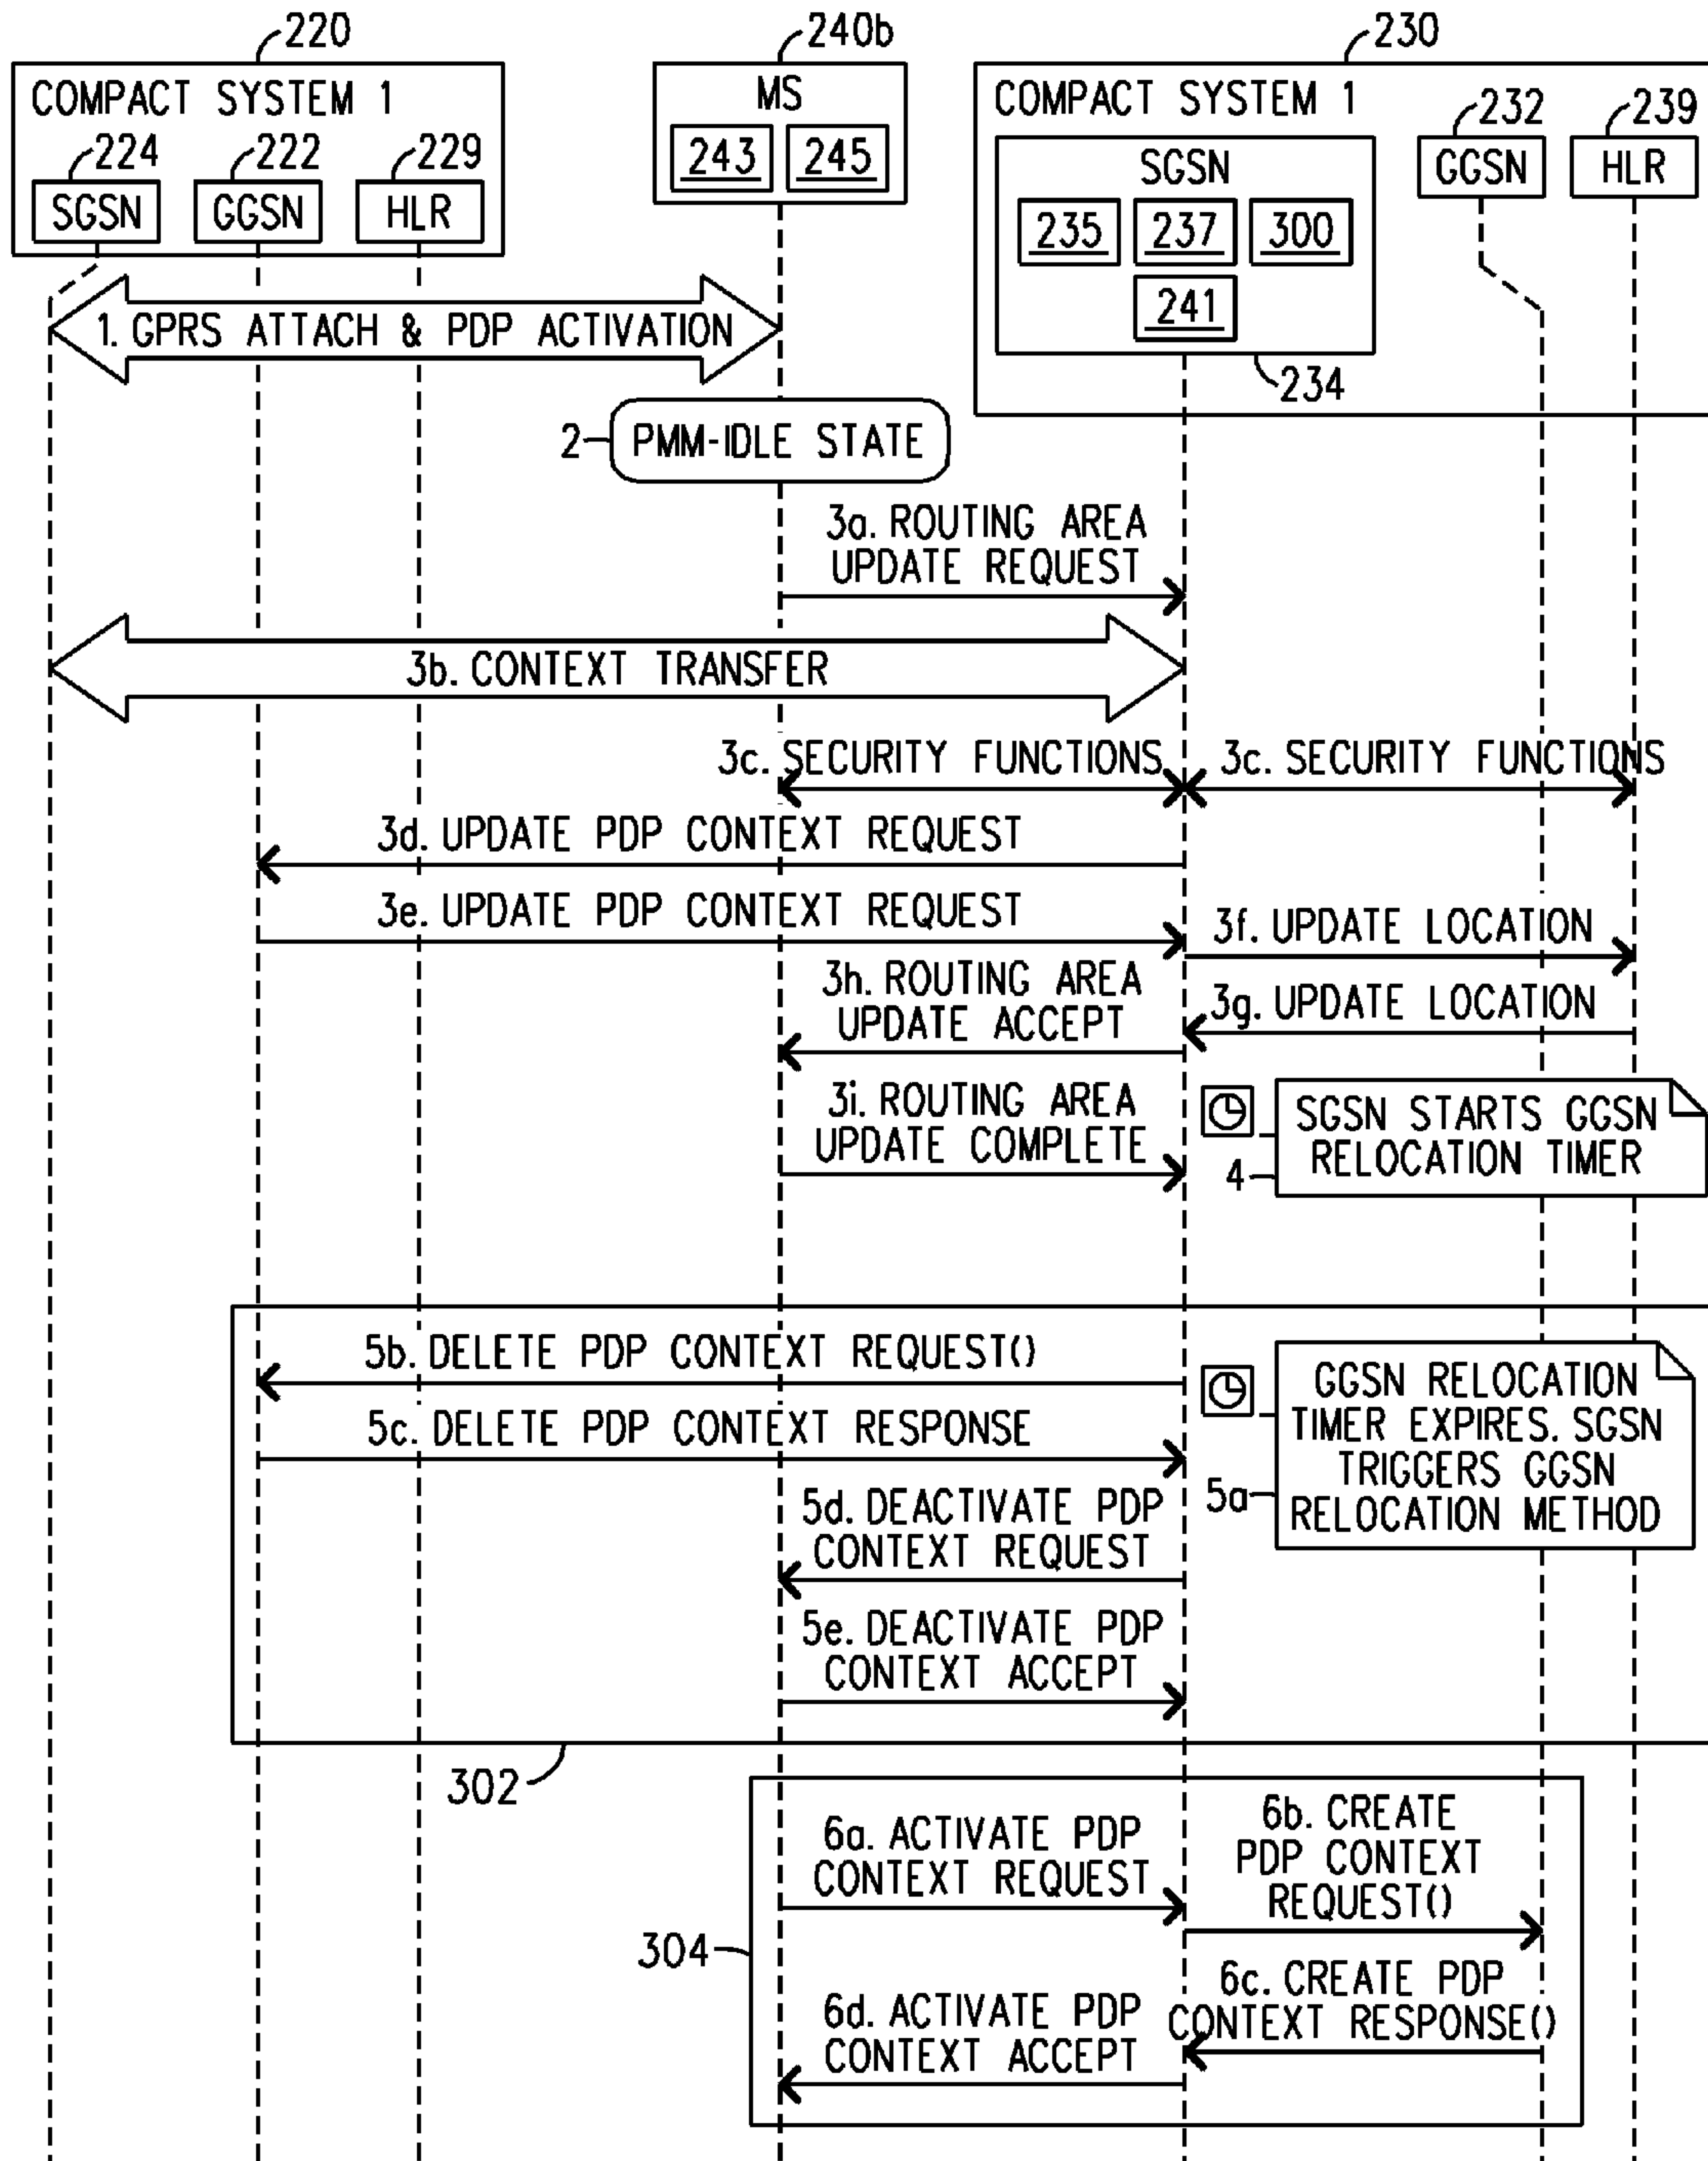 220
240b
230
COMPACT SYSTEM 1
224
222
229
SGSN
GGSN
HLR
MS
243
245
COMPACT SYSTEM 1
232
239
SGSN
GGSN
HLR
235
237
300
241
234
1. GPRS ATTACH & PDP ACTIVATION
2
PMM-IDLE STATE
3a. ROUTING AREA
UPDATE REQUEST
3b. CONTEXT TRANSFER
3c. SECURITY FUNCTIONS
3c. SECURITY FUNCTIONS
3d. UPDATE PDP CONTEXT REQUEST
3e. UPDATE PDP CONTEXT REQUEST
3f. UPDATE LOCATION
3h. ROUTING AREA
UPDATE ACCEPT
3g. UPDATE LOCATION
3i. ROUTING AREA
UPDATE COMPLETE
SGSN STARTS GGSN
RELOCATION TIMER
4
5b. DELETE PDP CONTEXT REQUEST()
5c. DELETE PDP CONTEXT RESPONSE
GGSN RELOCATION
TIMER EXPIRES. SGSN
TRIGGERS GGSN
RELOCATION METHOD
5a
5d. DEACTIVATE PDP
CONTEXT REQUEST
5e. DEACTIVATE PDP
CONTEXT ACCEPT
302
6a. ACTIVATE PDP
CONTEXT REQUEST
6b. CREATE
PDP CONTEXT
REQUEST()
304
6c. CREATE PDP
CONTEXT RESPONSE()
6d. ACTIVATE PDP
CONTEXT ACCEPT